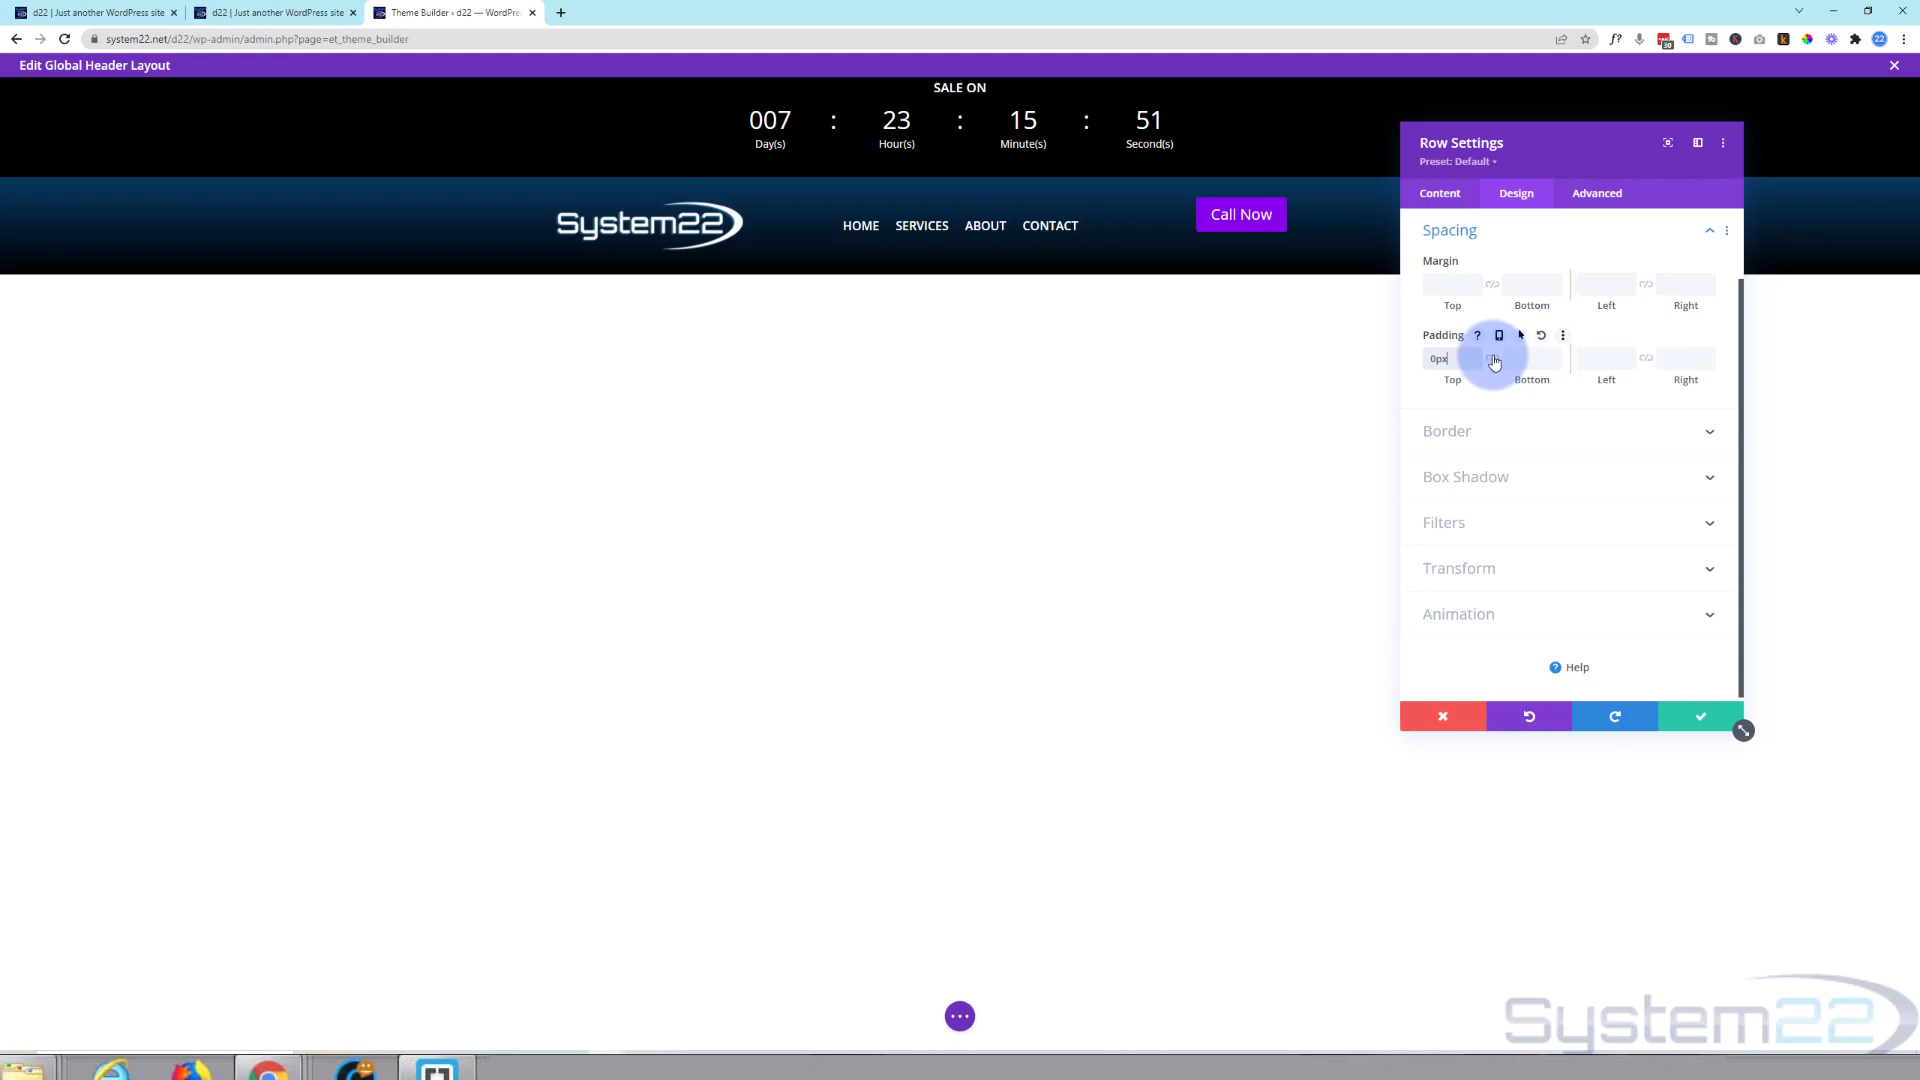 d22 | Just another WordPress site
d22 | Just another WordPress site
Theme Builder ‹ d22 — WordPre
system22.net/d22/wp-admin/admin.php?page=et_theme_builder
f?
30
22
Edit Global Header Layout
SALE ON
007 : 23 : 15 : 51
Day(s) Hour(s) Minute(s) Second(s)
System22
HOME SERVICES ABOUT CONTACT
Call Now
Row Settings
Preset: Default
Content Design Advanced
Spacing
Margin
Top Bottom Left Right
Padding ?
0px
Top Bottom Left Right
Border
Box Shadow
Filters
Transform
Animation
? Help
System22